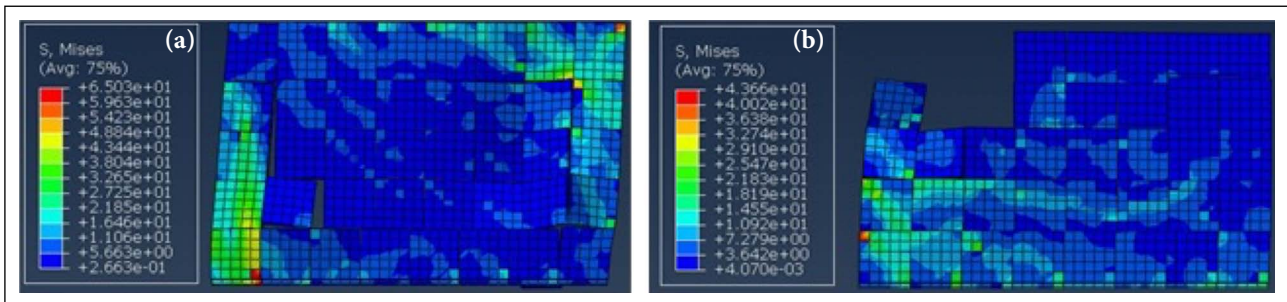 (a)
S, Mises
(Avg: 75%)
+6.503e+01
+5.963e+01
+5.423e+01
+4.884e+01
+4.344e+01
+3.804e+01
+3.265e+01
+2.725e+01
+2.185e+01
+1.646e+01
+1.106e+01
+5.663e+00
+2.663e-01
(b)
S, Mises
(Avg: 75%)
+4.366e+01
+4.002e+01
+3.638e+01
+3.274e+01
+2.910e+01
+2.547e+01
+2.183e+01
+1.819e+01
+1.455e+01
+1.092e+01
+7.279e+00
+3.642e+00
+4.070e-03